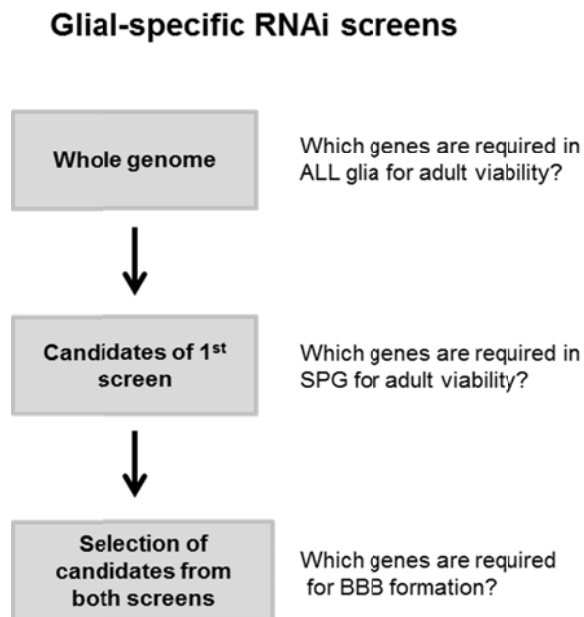 Glial-specific RNAi screens
Whole genome
Which genes are required in
ALL glia for adult viability?
Candidates of 1st
screen
Which genes are required in
SPG for adult viability?
Selection of
candidates from
both screens
Which genes are required
for BBB formation?